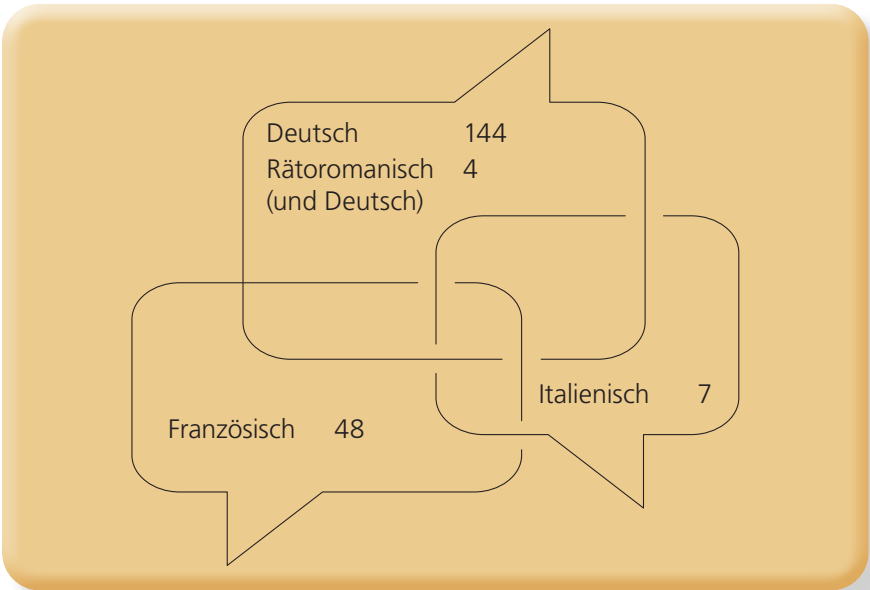 Deutsch 144
Rätoromanisch 4
(und Deutsch)
Italienisch 7
Französisch 48